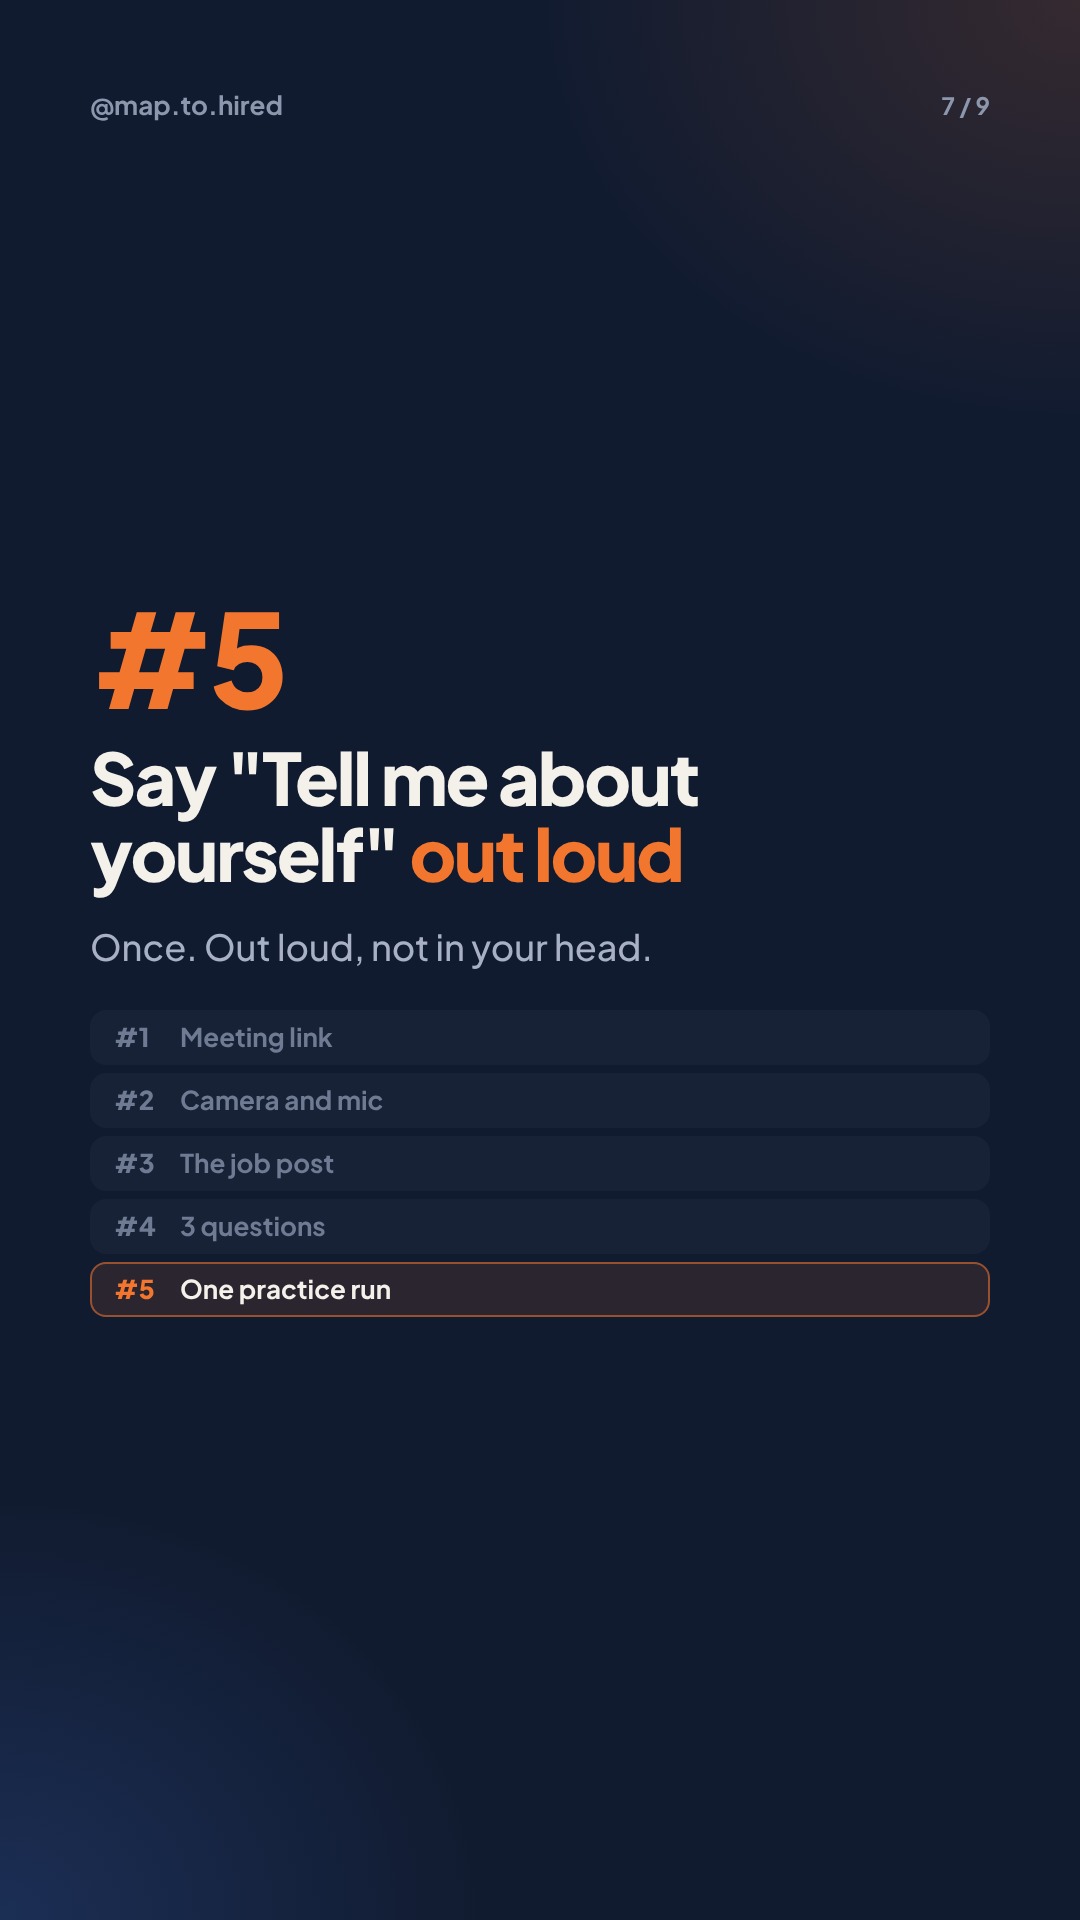 @map.to.hired
7 / 9
#5
Say "Tell me about
yourself" out loud
Once. Out loud, not in your head.
#1 Meeting link
#2 Camera and mic
#3 The job post
#4 3 questions
#5 One practice run